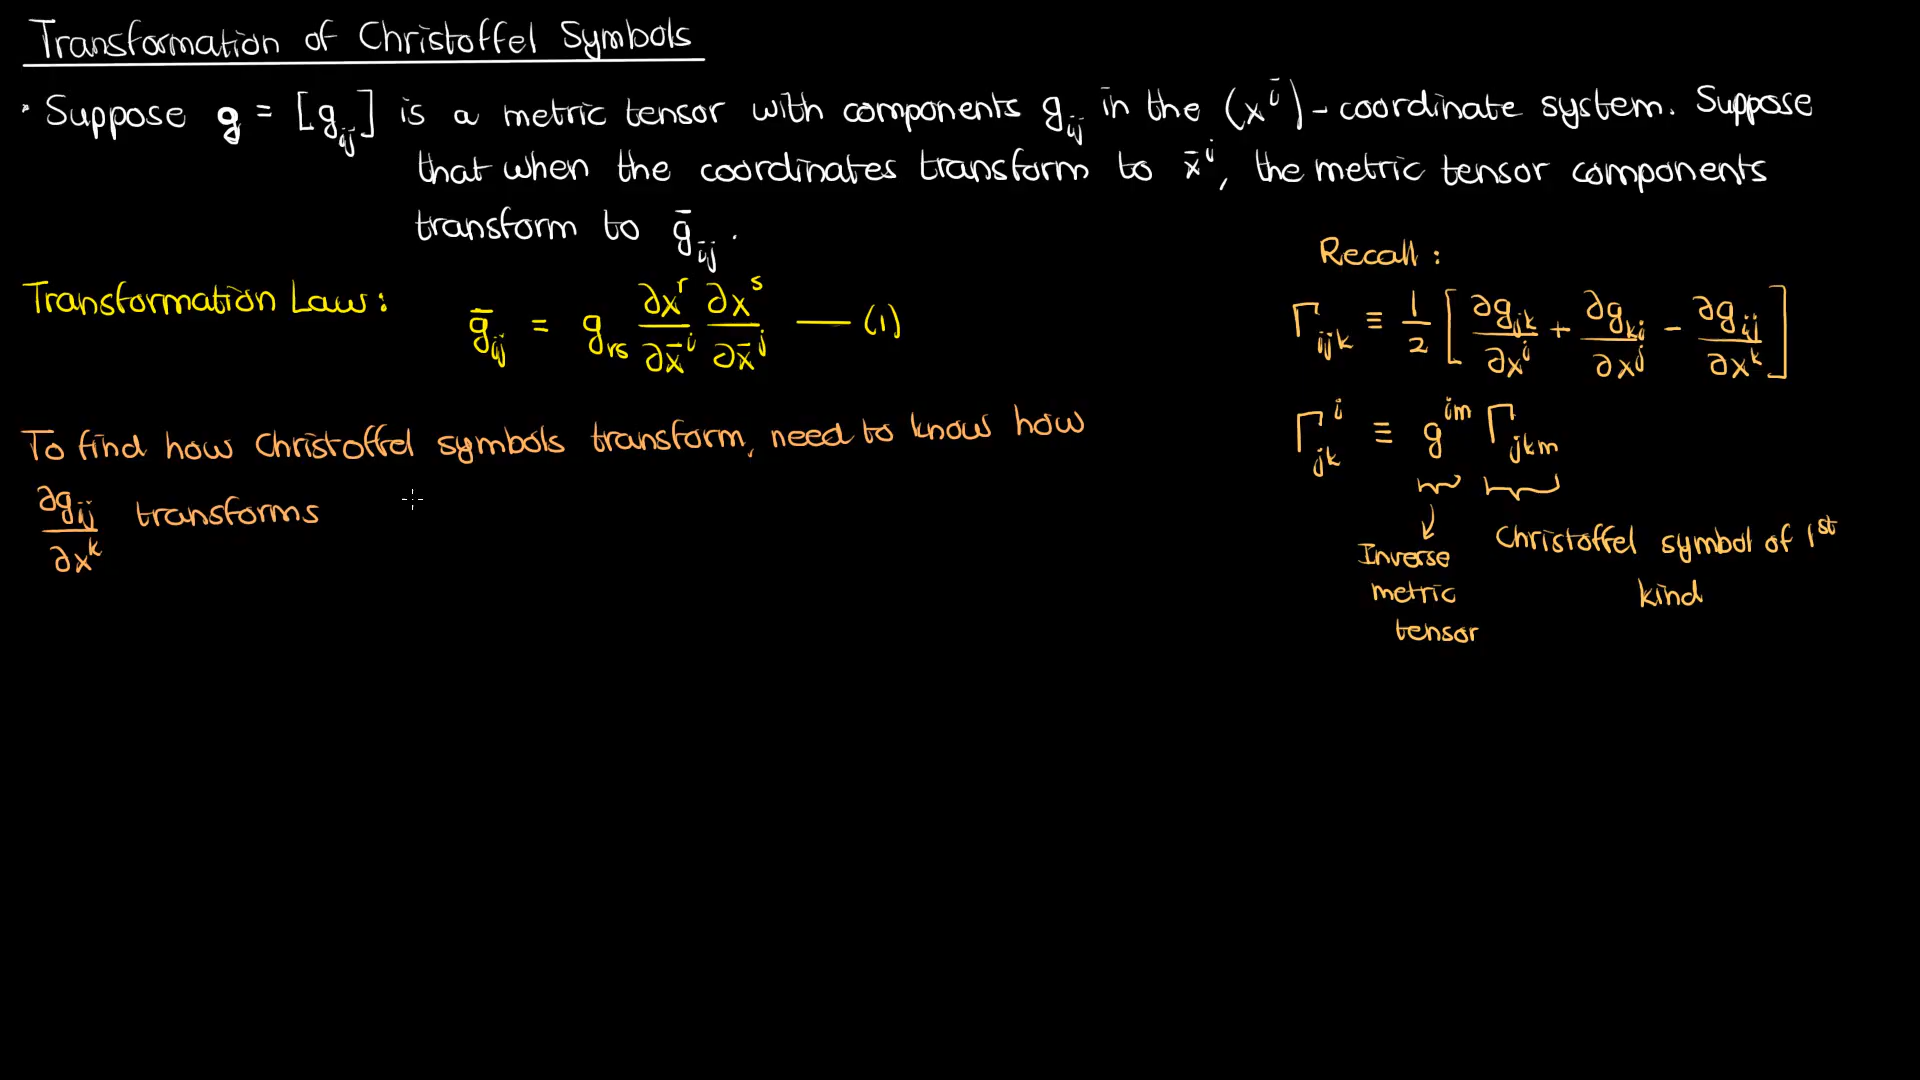 Transformation of Christoffel Symbols
· Suppose g = [g_ij] is a metric tensor with components g_ij in the (x^i) - coordinate system. Suppose
that when the coordinates transform to x̄^i, the metric tensor components
transform to ḡ_ij.
Transformation Law: ḡ_ij = g_rs ∂x^r/∂x̄^i ∂x^s/∂x̄^j — (1)
To find how Christoffel symbols transform, need to know how
∂g_ij/∂x^k transforms
Recall:
Γ_ijk ≡ 1/2 [∂g_jk/∂x^i + ∂g_ki/∂x^j - ∂g_ij/∂x^k]
Γ^i_jk ≡ g^im Γ_jkm
Inverse
metric
tensor
Christoffel symbol of 1st
kind